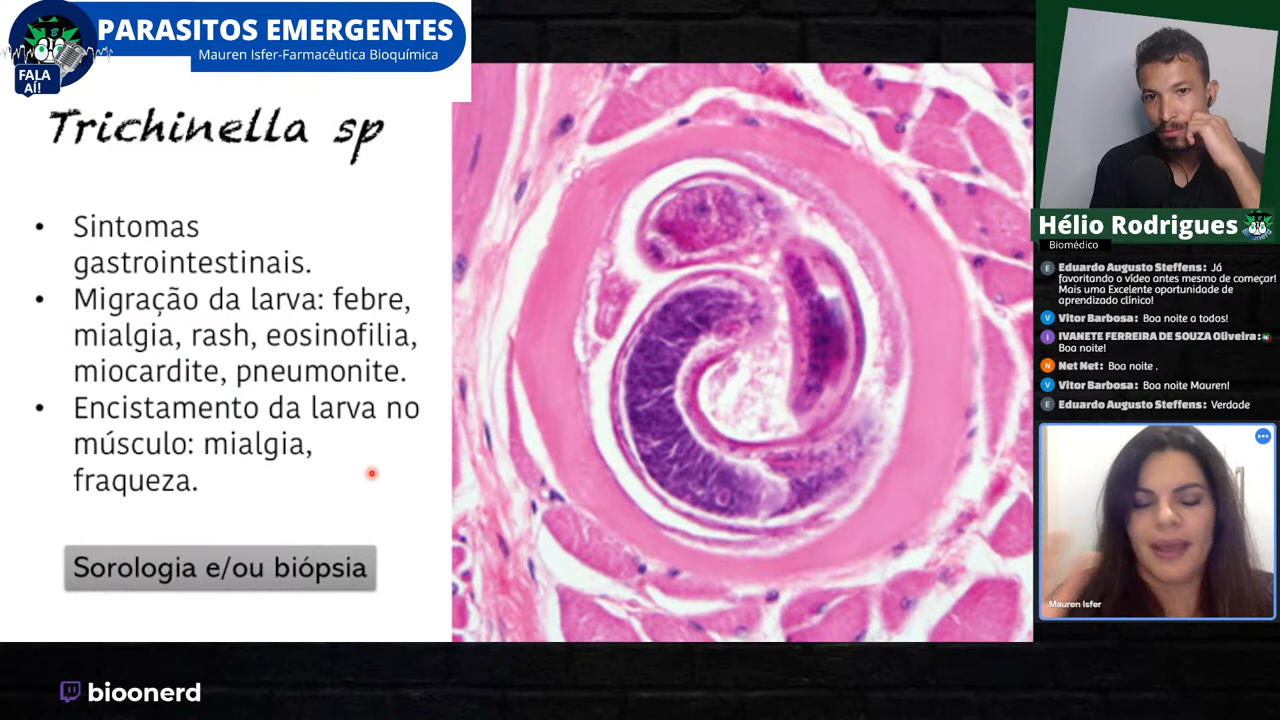 PARASITOS EMERGENTES
Mauren Isfer-Farmacêutica Bioquímica
FALA
AÍ!
Trichinella sp
• Sintomas
gastrointestinais.
• Migração da larva: febre,
mialgia, rash, eosinofilia,
miocardite, pneumonite.
• Encistamento da larva no
músculo: mialgia,
fraqueza.
Sorologia e/ou biópsia
bioonerd
Hélio Rodrigues
Biomédico
E Eduardo Augusto Steffens: Já
favoritando o vídeo antes mesmo de começar!
Mais uma Excelente oportunidade de
aprendizado clínico!
V Vitor Barbosa: Boa noite a todos!
I IVANETE FERREIRA DE SOUZA Oliveira:
Boa noite!
N Net Net: Boa noite .
V Vitor Barbosa: Boa noite Mauren!
E Eduardo Augusto Steffens: Verdade
Mauren Isfer